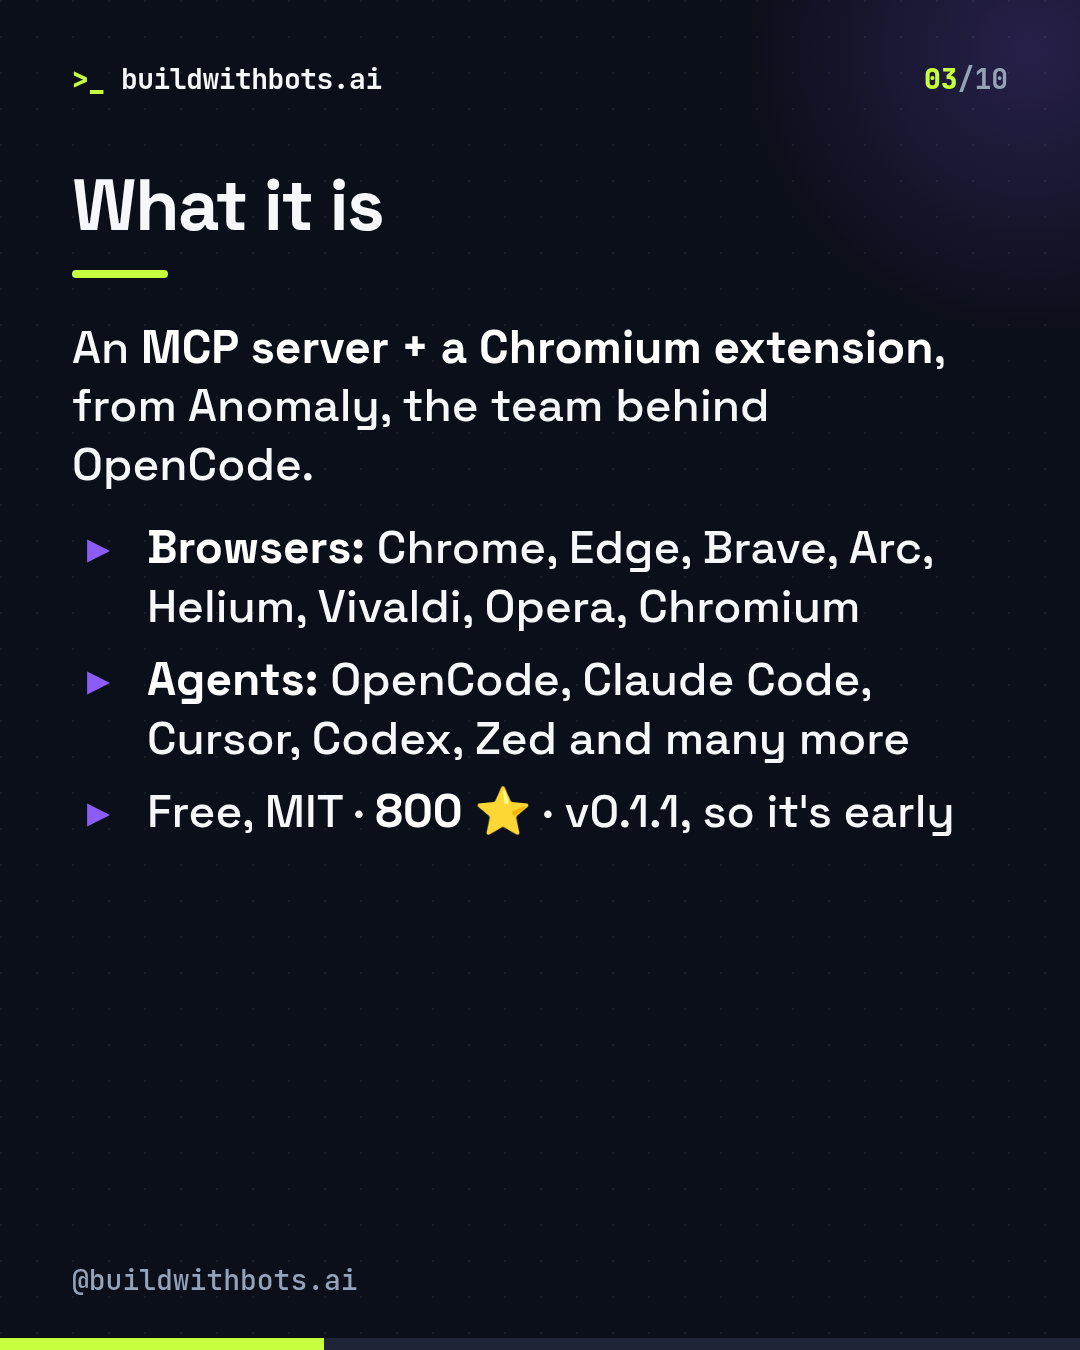 >_ buildwithbots.ai
03/10
What it is
An MCP server + a Chromium extension,
from Anomaly, the team behind
OpenCode.
▶ Browsers: Chrome, Edge, Brave, Arc,
Helium, Vivaldi, Opera, Chromium
▶ Agents: OpenCode, Claude Code,
Cursor, Codex, Zed and many more
▶ Free, MIT · 800 ⭐ · v0.1.1, so it's early
@buildwithbots.ai